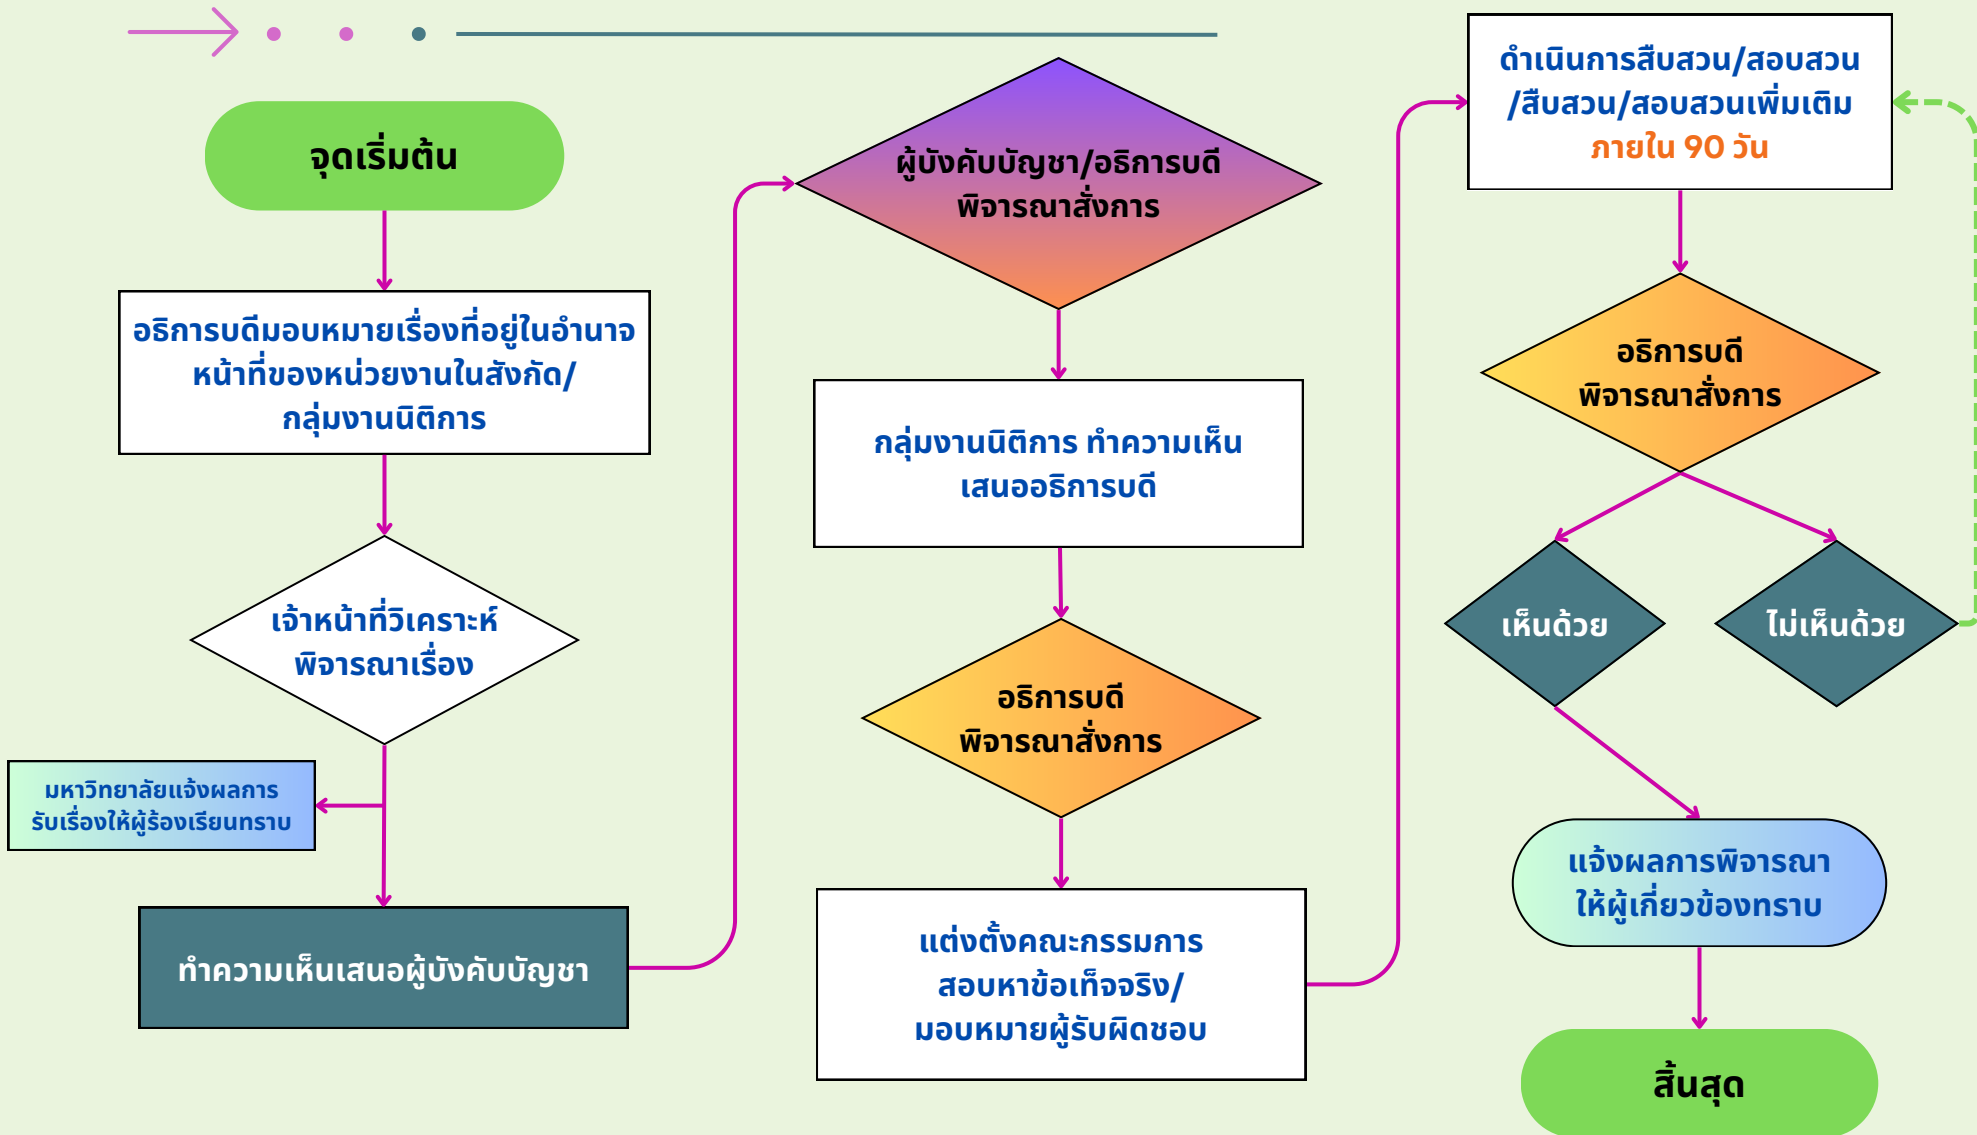 จุดเริ่มต้น
อธิการบดีมอบหมายเรื่องที่อยู่ในอำนาจ
หน้าที่ของหน่วยงานในสังกัด/
กลุ่มงานนิติการ
เจ้าหน้าที่วิเคราะห์
พิจารณาเรื่อง
มหาวิทยาลัยแจ้งผลการ
รับเรื่องให้ผู้ร้องเรียนทราบ
ทำความเห็นเสนอผู้บังคับบัญชา
ผู้บังคับบัญชา/อธิการบดี
พิจารณาสั่งการ
กลุ่มงานนิติการ ทำความเห็น
เสนออธิการบดี
อธิการบดี
พิจารณาสั่งการ
แต่งตั้งคณะกรรมการ
สอบหาข้อเท็จจริง/
มอบหมายผู้รับผิดชอบ
ดำเนินการสืบสวน/สอบสวน
/สืบสวน/สอบสวนเพิ่มเติม
ภายใน 90 วัน
อธิการบดี
พิจารณาสั่งการ
เห็นด้วย
ไม่เห็นด้วย
แจ้งผลการพิจารณา
ให้ผู้เกี่ยวข้องทราบ
สิ้นสุด